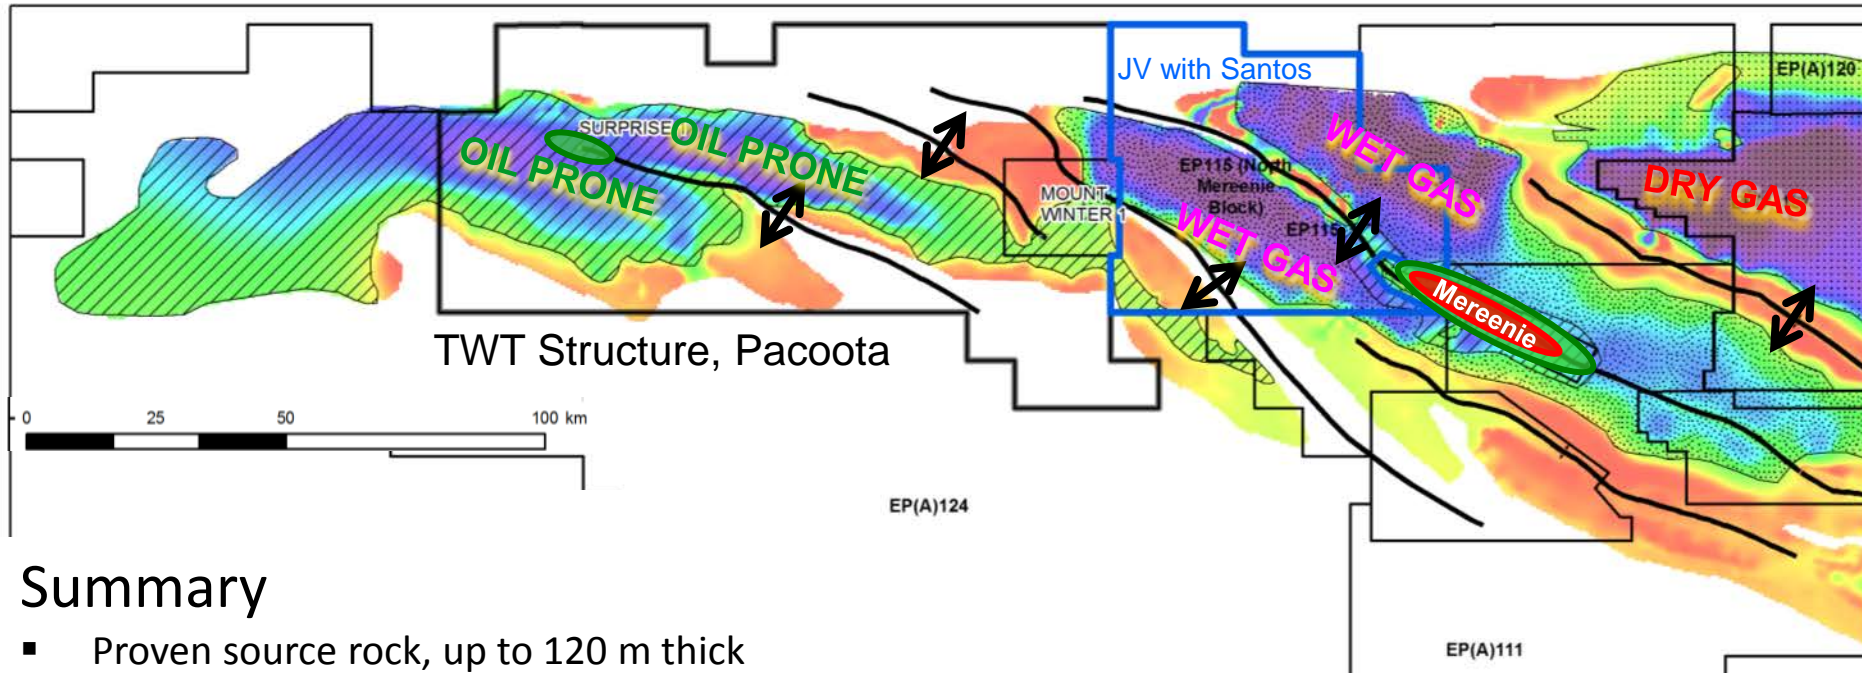 JV with Santos
EP(A)120
SURPRISE
OIL PRONE
OIL PRONE
WET GAS
EP115 (North
Mereenie
Block)
EP115
DRY GAS
MOUNT
WINTER 1
WET GAS
Mereenie
TWT Structure, Pacoota
0 25 50 100 km
EP(A)124
Summary
EP(A)111
▪ Proven source rock, up to 120 m thick